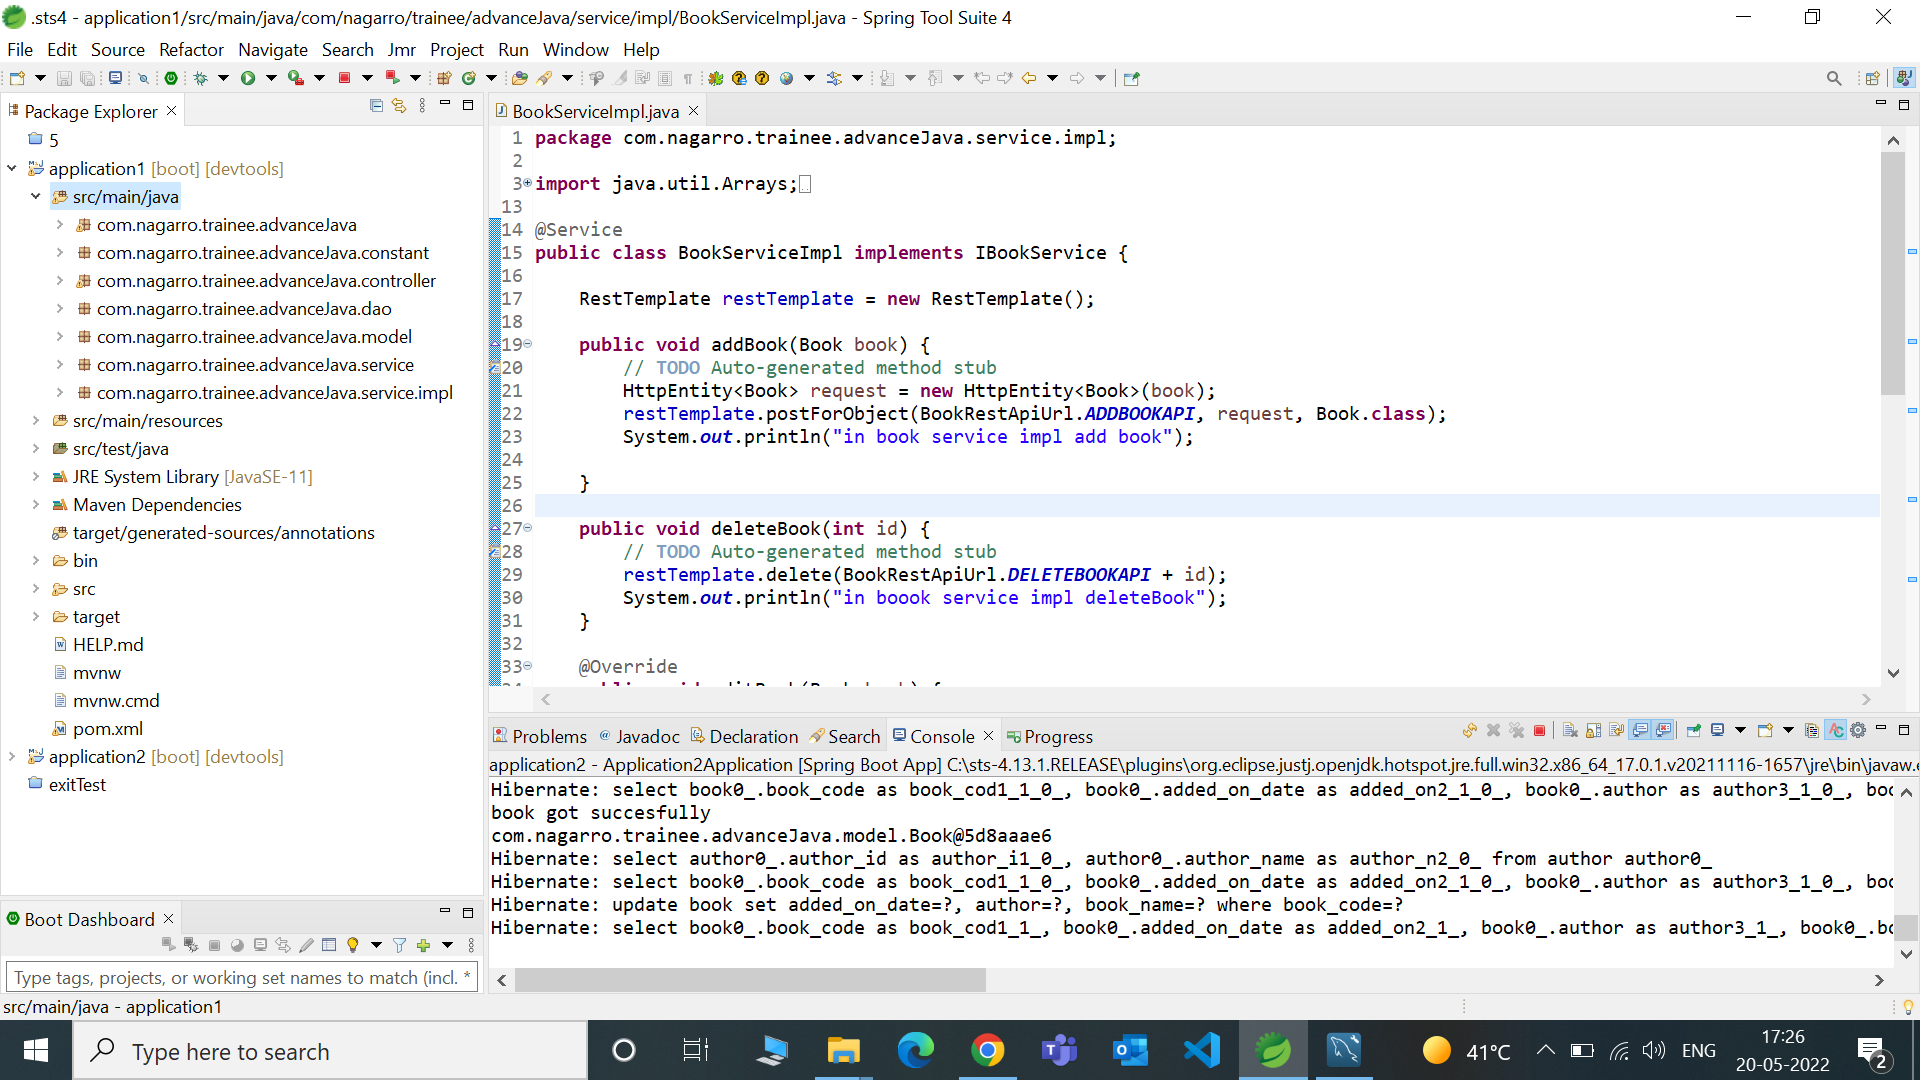 .sts4 - application1/src/main/java/com/nagarro/trainee/advanceJava/service/impl/BookServiceImpl.java - Spring Tool Suite 4
File Edit Source Refactor Navigate Search Jmr Project Run Window Help
Package Explorer
5
application1 [boot] [devtools]
src/main/java
com.nagarro.trainee.advanceJava
com.nagarro.trainee.advanceJava.constant
com.nagarro.trainee.advanceJava.controller
com.nagarro.trainee.advanceJava.dao
com.nagarro.trainee.advanceJava.model
com.nagarro.trainee.advanceJava.service
com.nagarro.trainee.advanceJava.service.impl
src/main/resources
src/test/java
JRE System Library [JavaSE-11]
Maven Dependencies
target/generated-sources/annotations
bin
src
target
HELP.md
mvnw
mvnw.cmd
pom.xml
application2 [boot] [devtools]
exitTest
Boot Dashboard
Type tags, projects, or working set names to match (incl. *
BookServiceImpl.java
1 package com.nagarro.trainee.advanceJava.service.impl;
2
3 import java.util.Arrays;
13
14 @Service
15 public class BookServiceImpl implements IBookService {
16
17 RestTemplate restTemplate = new RestTemplate();
18
19 public void addBook(Book book) {
20 // TODO Auto-generated method stub
21 HttpEntity<Book> request = new HttpEntity<Book>(book);
22 restTemplate.postForObject(BookRestApiUrl.ADDBOOKAPI, request, Book.class);
23 System.out.println("in book service impl add book");
24
25 }
26
27 public void deleteBook(int id) {
28 // TODO Auto-generated method stub
29 restTemplate.delete(BookRestApiUrl.DELETEBOOKAPI + id);
30 System.out.println("in boook service impl deleteBook");
31 }
32
33 @Override
Problems Javadoc Declaration Search Console Progress
application2 - Application2Application [Spring Boot App] C:\sts-4.13.1.RELEASE\plugins\org.eclipse.justj.openjdk.hotspot.jre.full.win32.x86_64_17.0.1.v20211116-1657\jre\bin\javaw.e
Hibernate: select book0_.book_code as book_cod1_1_0_, book0_.added_on_date as added_on2_1_0_, book0_.author as author3_1_0_, boo
book got succesfully
com.nagarro.trainee.advanceJava.model.Book@5d8aaae6
Hibernate: select author0_.author_id as author_i1_0_, author0_.author_name as author_n2_0_ from author author0_
Hibernate: select book0_.book_code as book_cod1_1_0_, book0_.added_on_date as added_on2_1_0_, book0_.author as author3_1_0_, boo
Hibernate: update book set added_on_date=?, author=?, book_name=? where book_code=?
Hibernate: select book0_.book_code as book_cod1_1_, book0_.added_on_date as added_on2_1_, book0_.author as author3_1_, book0_.bo
src/main/java - application1
Type here to search
41°C
ENG
17:26
20-05-2022
2